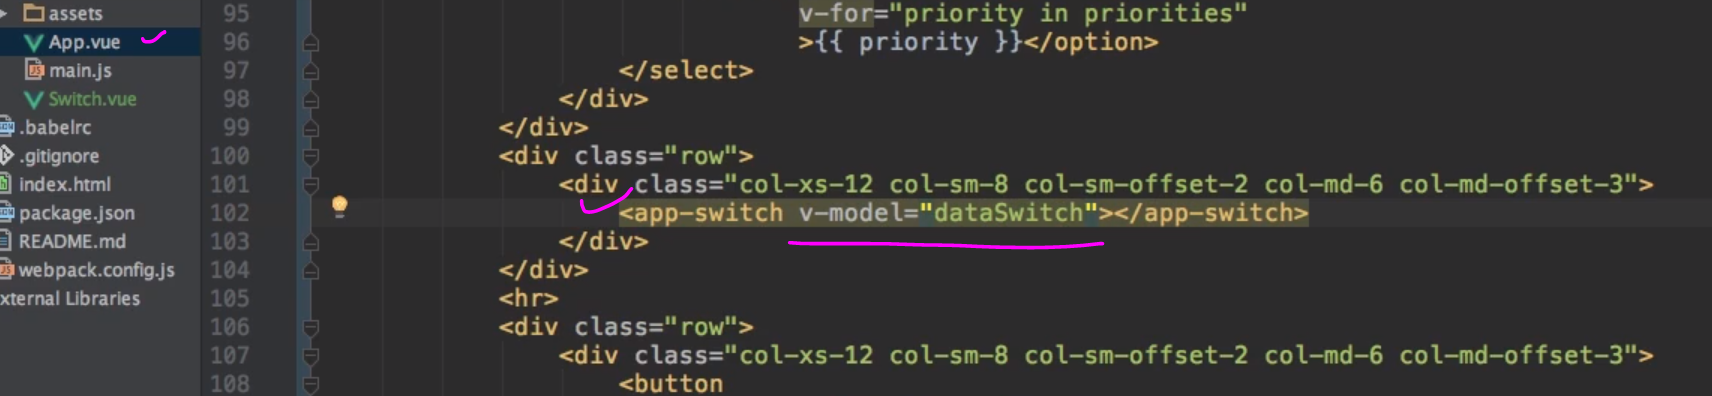 assets
App.vue
main.js
Switch.vue
.babelrc
.gitignore
index.html
package.json
README.md
webpack.config.js
xternal Libraries
95 v-for="priority in priorities"
96 >{{ priority }}</option>
97 </select>
98 </div>
99 </div>
100 <div class="row">
101 <div class="col-xs-12 col-sm-8 col-sm-offset-2 col-md-6 col-md-offset-3">
102 <app-switch v-model="dataSwitch"></app-switch>
103 </div>
104 </div>
105 <hr>
106 <div class="row">
107 <div class="col-xs-12 col-sm-8 col-sm-offset-2 col-md-6 col-md-offset-3">
108 <button